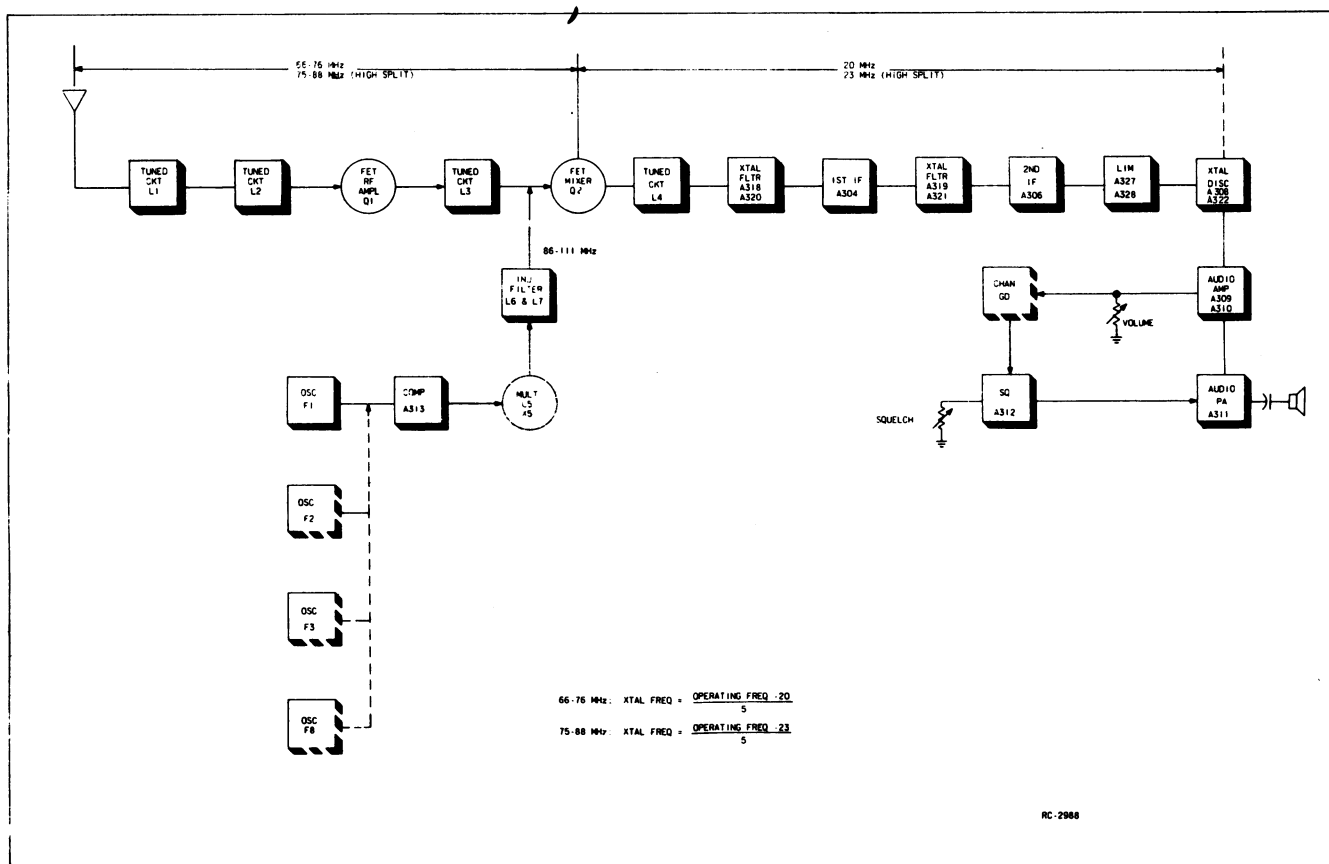 66-76 MHz
75-88 MHz (HIGH SPLIT)
20 MHz
23 MHz (HIGH SPLIT)
TUNED
CKT
L1
TUNED
CKT
L2
FET
RF
AMPL
Q1
TUNED
CKT
L3
FET
MIXER
Q2
TUNED
CKT
L4
XTAL
FLTR
A318
A320
1ST IF
A304
XTAL
FLTR
A319
A321
2ND
IF
A306
LIM
A327
A328
XTAL
DISC
A308
A322
86-111 MHz
INJ
FILTER
L6 & L7
CHAN
GD
VOLUME
AUDIO
AMP
A309
A310
OSC
F1
COMP
A313
MULT
X5
SQUELCH
SQ
A312
AUDIO
PA
A311
OSC
F2
OSC
F3
OSC
F8
66-76 MHz: XTAL FREQ = OPERATING FREQ 20
5
75-88 MHz: XTAL FREQ = OPERATING FREQ 23
5
RC-2988